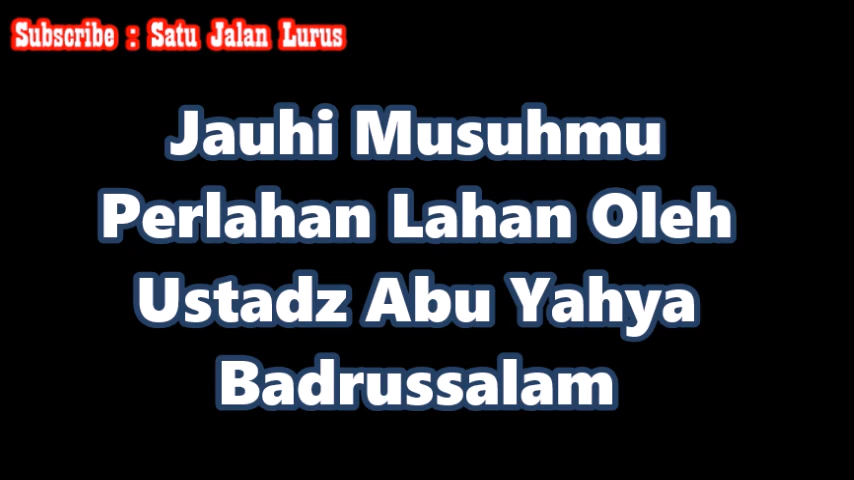 Subscribe : Satu Jalan Lurus
Jauhi Musuhmu
Perlahan Lahan Oleh
Ustadz Abu Yahya
Badrussalam